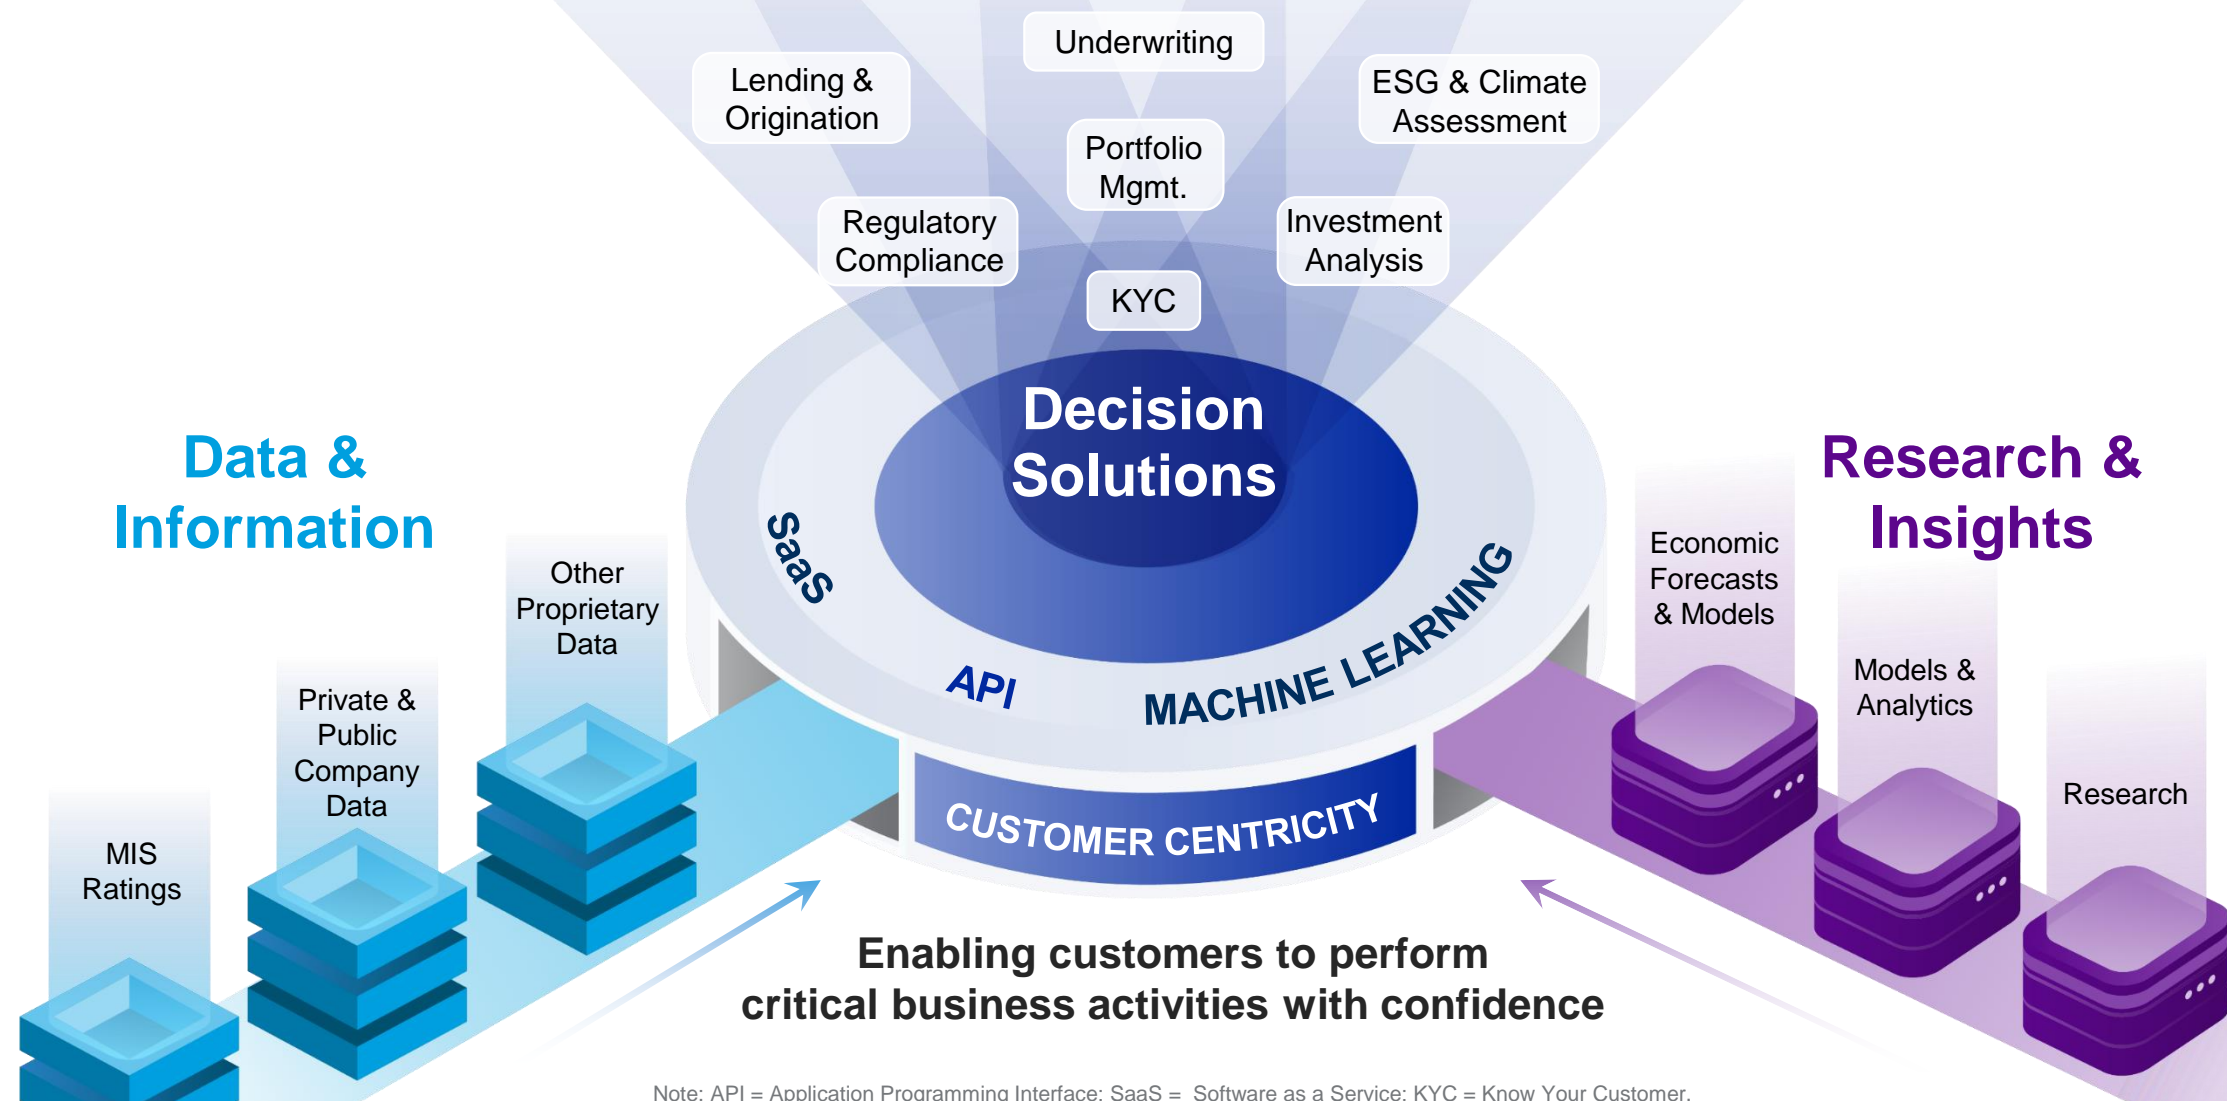 Underwriting
Lending &
Origination
ESG & Climate
Assessment
Portfolio
Mgmt.
Regulatory
Compliance
Investment
Analysis
KYC
Decision
Solutions
Data &
Information
Research &
Insights
SaaS
API
MACHINE LEARNING
CUSTOMER CENTRICITY
Other
Proprietary
Data
Private &
Public
Company
Data
MIS
Ratings
Economic
Forecasts
& Models
Models &
Analytics
Research
Enabling customers to perform
critical business activities with confidence
Note: API = Application Programming Interface; SaaS = Software as a Service; KYC = Know Your Customer.